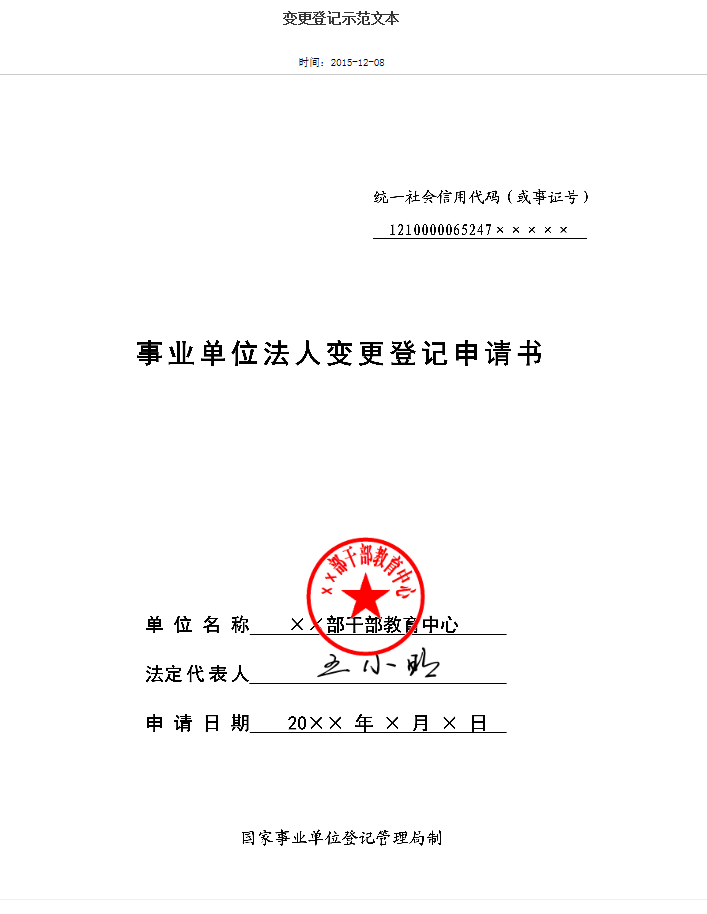 变更登记示范文本
时间：2015-12-08
统一社会信用代码（或事证号）
1210000065247×××××
事业单位法人变更登记申请书
××部干部教育中心
单位名称 ××部干部教育中心
法定代表人 王小明
申请日期 20×× 年 × 月 × 日
国家事业单位登记管理局制